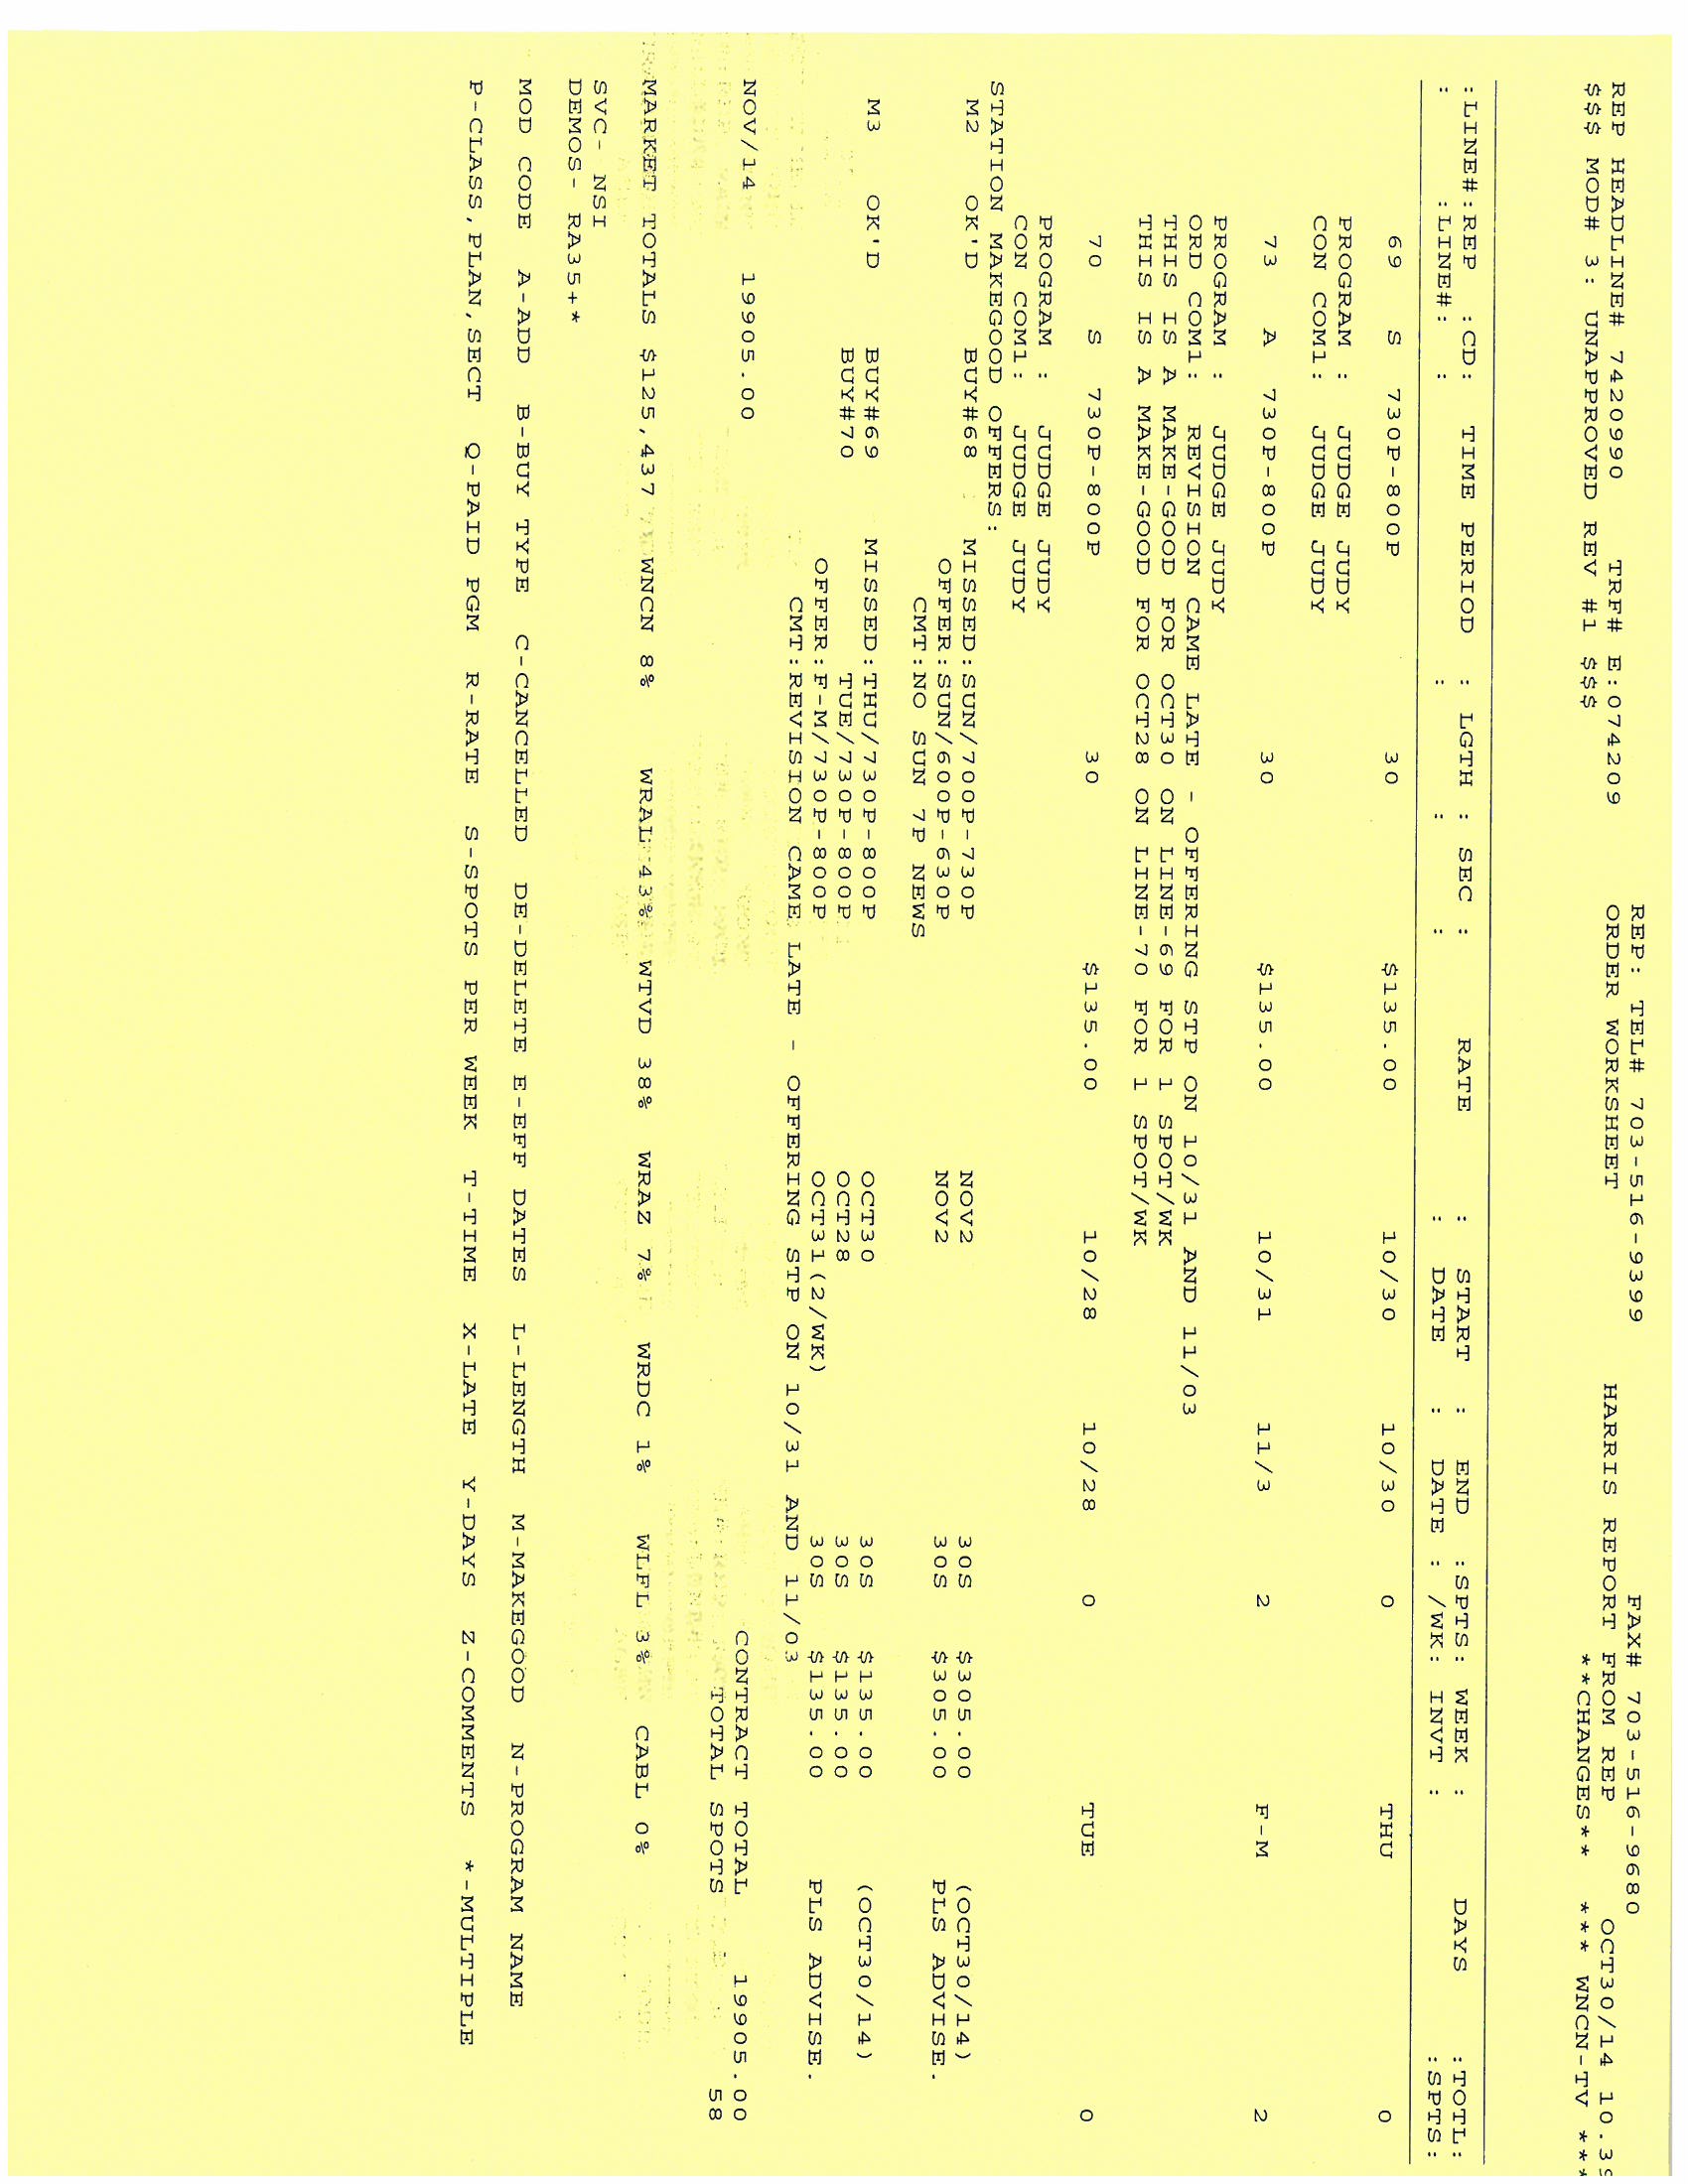 REP: TEL# 703-516-9399 FAX# 703-516-9680
REP HEADLINE# 7420990 TRF# E:074209 ORDER WORKSHEET HARRIS REPORT FROM REP OCT30/14 10.39
$$$ MOD# 3: UNAPPROVED REV #1 $$$ **CHANGES** *** WNCN-TV ***
:LINE#:REP :CD: TIME PERIOD : LGTH : SEC : RATE : START : END :SPTS: WEEK : DAYS :TOTL:
: :LINE#: : : : : : DATE : DATE : /WK: INVT : :SPTS:
69 S 730P-800P 30 $135.00 10/30 10/30 0 THU 0
PROGRAM : JUDGE JUDY
CON COM1: JUDGE JUDY
73 A 730P-800P 30 $135.00 10/31 11/3 2 F-M 2
PROGRAM : JUDGE JUDY
ORD COM1: REVISION CAME LATE - OFFERING STP ON 10/31 AND 11/03
THIS IS A MAKE-GOOD FOR OCT30 ON LINE-69 FOR 1 SPOT/WK
THIS IS A MAKE-GOOD FOR OCT28 ON LINE-70 FOR 1 SPOT/WK
70 S 730P-800P 30 $135.00 10/28 10/28 0 TUE 0
PROGRAM : JUDGE JUDY
CON COM1: JUDGE JUDY
STATION MAKEGOOD OFFERS:
M2 OK'D BUY#68 MISSED:SUN/700P-730P NOV2 30S $305.00 (OCT30/14)
OFFER:SUN/600P-630P NOV2 30S $305.00 PLS ADVISE.
CMT:NO SUN 7P NEWS
M3 OK'D BUY#69 MISSED:THU/730P-800P OCT30 30S $135.00 (OCT30/14)
BUY#70 TUE/730P-800P OCT28 30S $135.00
OFFER:F-M/730P-800P OCT31(2/WK) 30S $135.00 PLS ADVISE.
CMT:REVISION CAME LATE - OFFERING STP ON 10/31 AND 11/03
NOV/14 19905.00 CONTRACT TOTAL 19905.00
TOTAL SPOTS 58
MARKET TOTALS $125,437 WNCN 8% WRAL 43% WTVD 38% WRAZ 7% WRDC 1% WLFL 3% CABL 0%
SVC- NSI
DEMOS- RA35+*
MOD CODE A-ADD B-BUY TYPE C-CANCELLED DE-DELETE E-EFF DATES L-LENGTH M-MAKEGOOD N-PROGRAM NAME
P-CLASS,PLAN,SECT Q-PAID PGM R-RATE S-SPOTS PER WEEK T-TIME X-LATE Y-DAYS Z-COMMENTS *-MULTIPLE